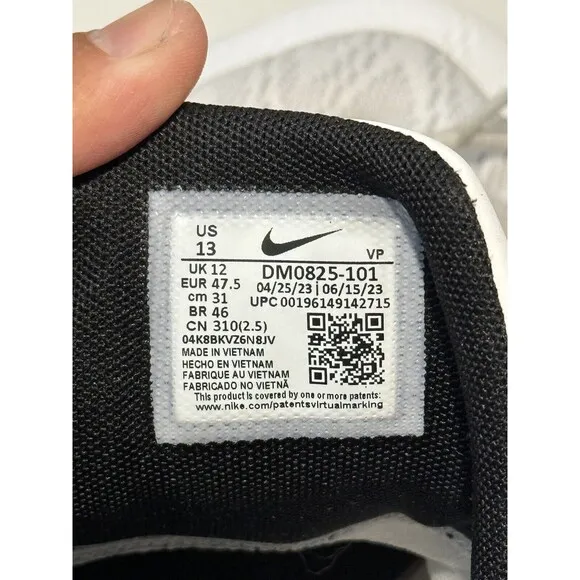 US
13
VP
UK 12
EUR 47.5
cm 31
BR 46
CN 310(2.5)
DM0825-101
04/25/23 | 06/15/23
UPC 00196149142715
04K8BKVZ6N8JV
MADE IN VIETNAM
HECHO EN VIETNAM
FABRIQUE AU VIETNAM
FABRICADO NO VIETNÃ
This product is covered by one or more patents:
www.nike.com/patentsvirtualmarking